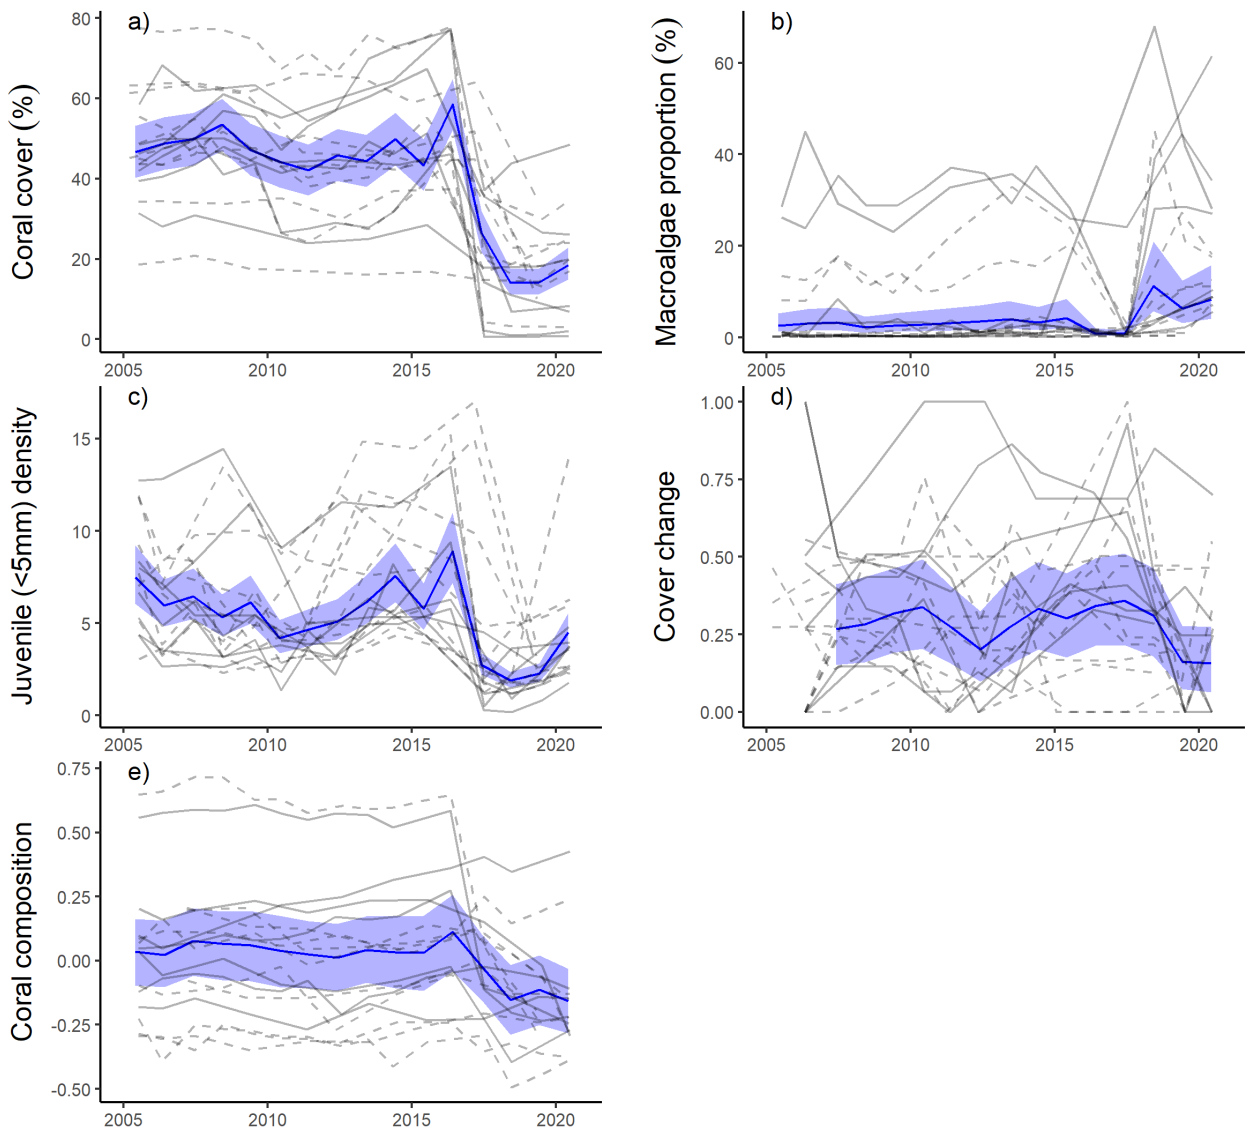 a)
Coral cover (%)
80
60
40
20
0
2005 2010 2015 2020
b)
Macroalgae proportion (%)
60
40
20
0
2005 2010 2015 2020
c)
Juvenile (<5mm) density
15
10
5
0
2005 2010 2015 2020
d)
Cover change
1.00
0.75
0.50
0.25
0.00
2005 2010 2015 2020
e)
Coral composition
0.75
0.50
0.25
0.00
-0.25
-0.50
2005 2010 2015 2020